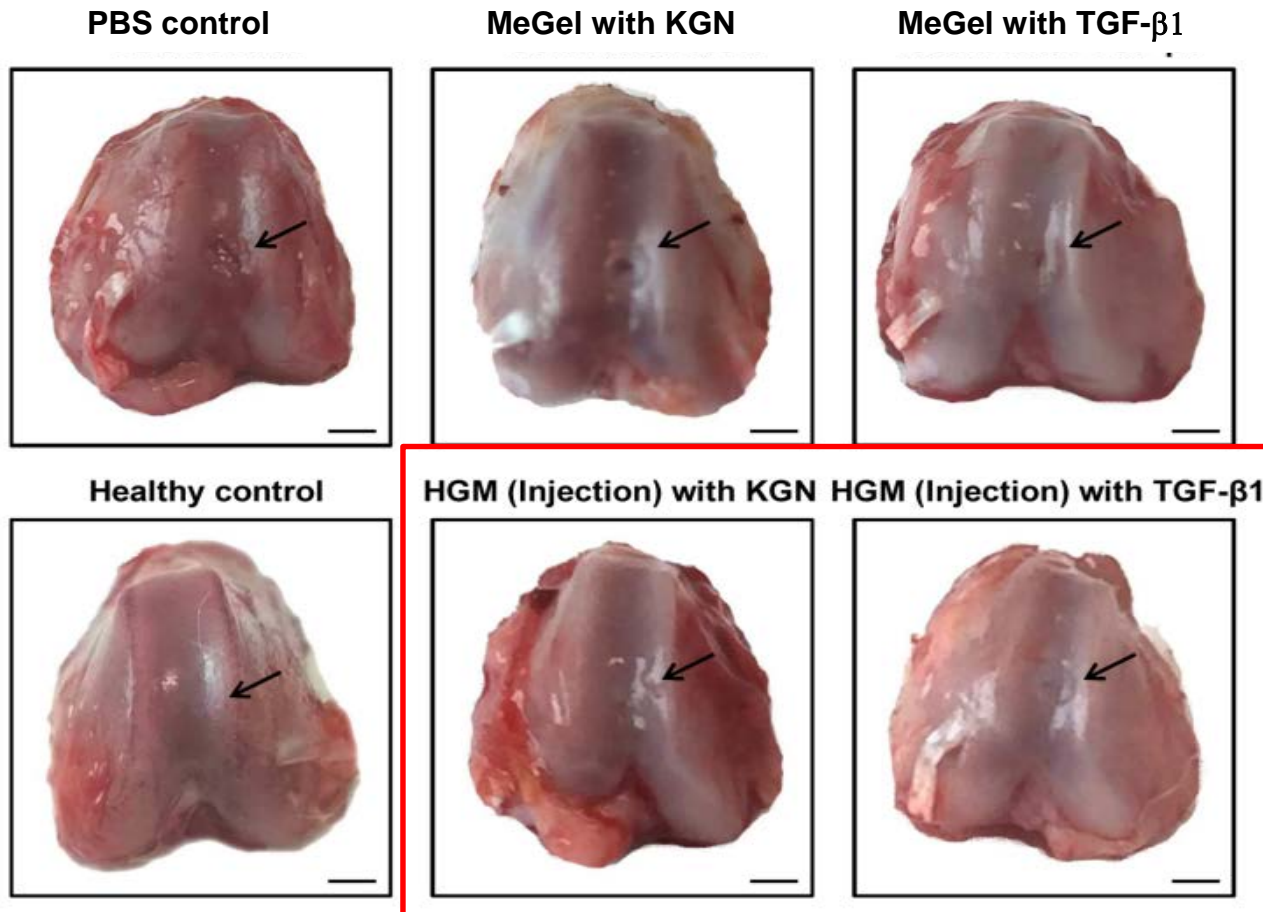 PBS control
MeGel with KGN
MeGel with TGF-β1
Healthy control
HGM (Injection) with KGN
HGM (Injection) with TGF-β1